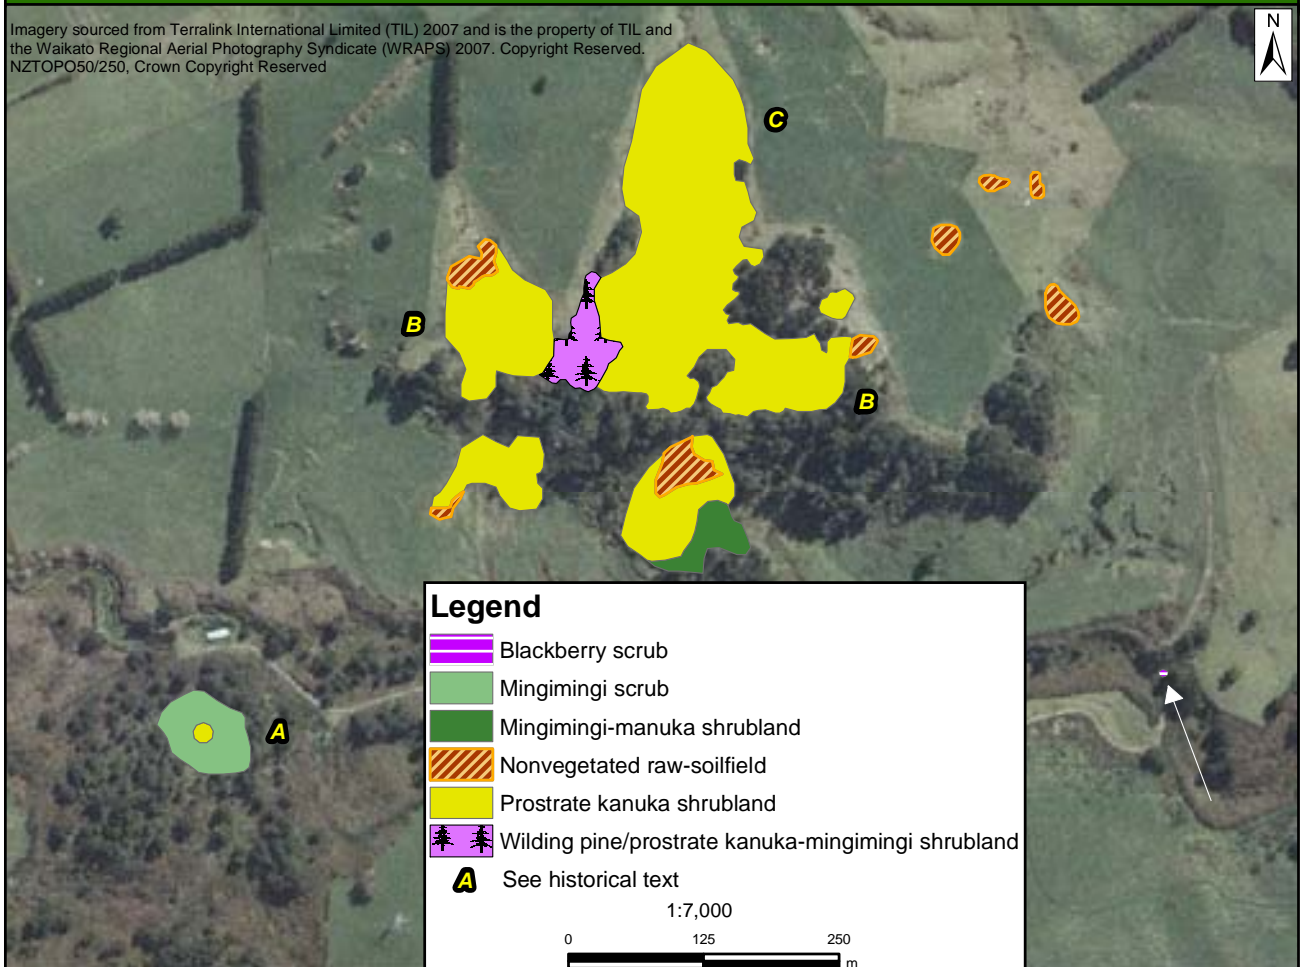 Imagery sourced from Terralink International Limited (TIL) 2007 and is the property of TIL and
the Waikato Regional Aerial Photography Syndicate (WRAPS) 2007. Copyright Reserved.
NZTOPO50/250, Crown Copyright Reserved
N
C
B
B
A
Legend
Blackberry scrub
Mingimingi scrub
Mingimingi-manuka shrubland
Nonvegetated raw-soilfield
Prostrate kanuka shrubland
Wilding pine/prostrate kanuka-mingimingi shrubland
A See historical text
1:7,000
0 125 250
m